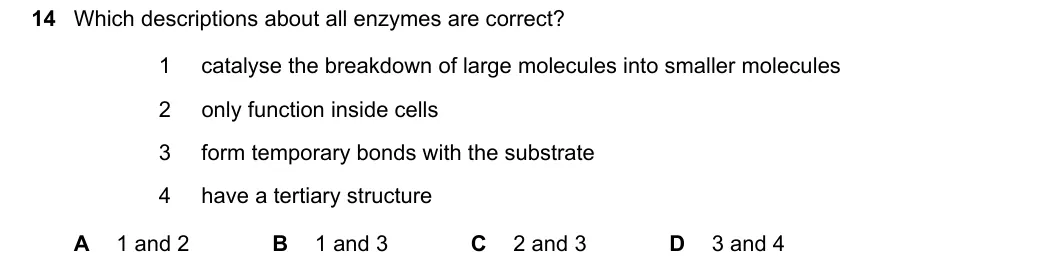 14 Which descriptions about all enzymes are correct?
1 catalyse the breakdown of large molecules into smaller molecules
2 only function inside cells
3 form temporary bonds with the substrate
4 have a tertiary structure
A 1 and 2 B 1 and 3 C 2 and 3 D 3 and 4